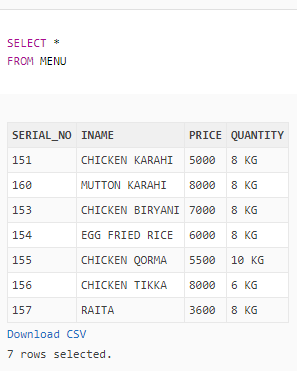 SELECT *
FROM MENU
SERIAL_NO INAME PRICE QUANTITY
151 CHICKEN KARAHI 5000 8 KG
160 MUTTON KARAHI 8000 8 KG
153 CHICKEN BIRYANI 7000 8 KG
154 EGG FRIED RICE 6000 8 KG
155 CHICKEN QORMA 5500 10 KG
156 CHICKEN TIKKA 8000 6 KG
157 RAITA 3600 8 KG
Download CSV
7 rows selected.